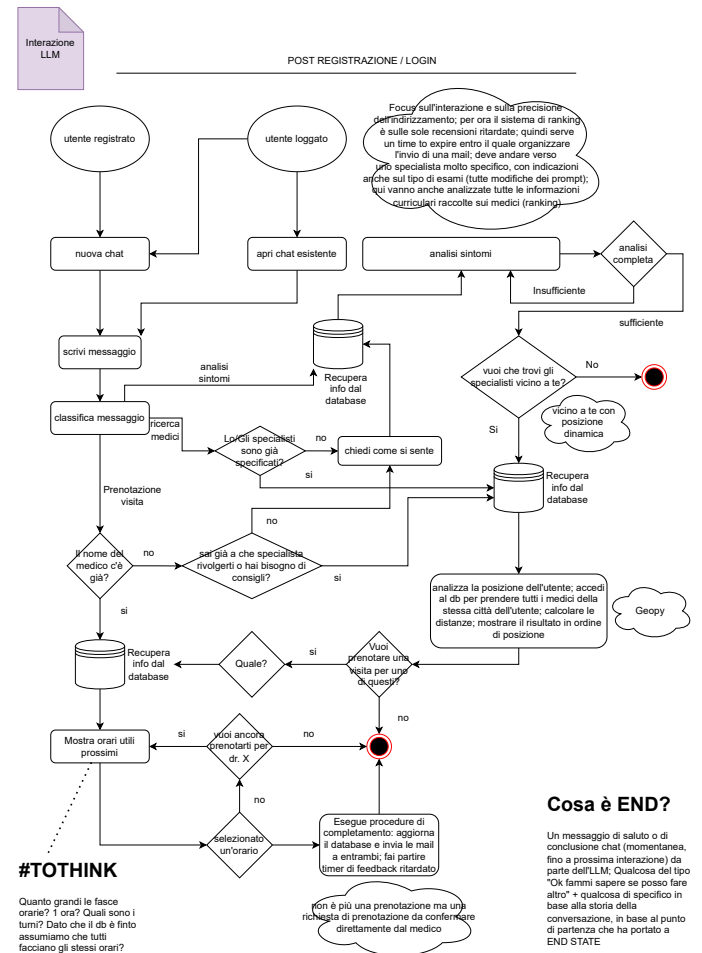 Interazione
LLM
POST REGISTRAZIONE / LOGIN
utente registrato
utente loggato
Focus sull'interazione e sulla precisione
dell'indirizzamento; per ora il sistema di ranking
è sulle sole recensioni ritardate; quindi serve
un time to expire entro il quale organizzare
l'invio di una mail; deve andare verso
uno specialista molto specifico, con indicazioni
anche sul tipo di esami (tutte modifiche dei prompt);
qui vanno anche analizzate tutte le informazioni
curriculari raccolte sui medici (ranking)
nuova chat
apri chat esistente
analisi sintomi
analisi
completa
Insufficiente
sufficiente
scrivi messaggio
Recupera
info dal
database
analisi
sintomi
vuoi che trovi gli
specialisti vicino a te?
No
vicino a te con
posizione
dinamica
Si
classifica messaggio
ricerca
medici
Lo/Gli specialisti
sono già
specificati?
no
si
chiedi come si sente
Recupera
info dal
database
Prenotazione
visita
no
Il nome del
medico c'è
già?
no
sai già a che specialista
rivolgerti o hai bisogno di
consigli?
si
si
analizza la posizione dell'utente; accedi
al db per prendere tutti i medici della
stessa città dell'utente; calcolare le
distanze; mostrare il risultato in ordine
di posizione
Geopy
Recupera
info dal
database
Quale?
si
Vuoi
prenotare una
visita per uno
di questi?
no
Mostra orari utili
prossimi
si
vuoi ancora
prenotarti per
dr. X
no
no
selezionato
un'orario
Esegue procedure di
completamento: aggiorna
il database e invia le mail
a entrambi; fai partire
timer di feedback ritardato
non è più una prenotazione ma una
richiesta di prenotazione da confermare
direttamente dal medico
#TOTHINK
Quanto grandi le fasce
orarie? 1 ora? Quali sono i
turni? Dato che il db è finto
assumiamo che tutti
facciano gli stessi orari?
Cosa è END?
Un messaggio di saluto o di
conclusione chat (momentanea,
fino a prossima interazione) da
parte dell'LLM; Qualcosa del tipo
"Ok fammi sapere se posso fare
altro" + qualcosa di specifico in
base alla storia della
conversazione, in base al punto
di partenza che ha portato a
END STATE